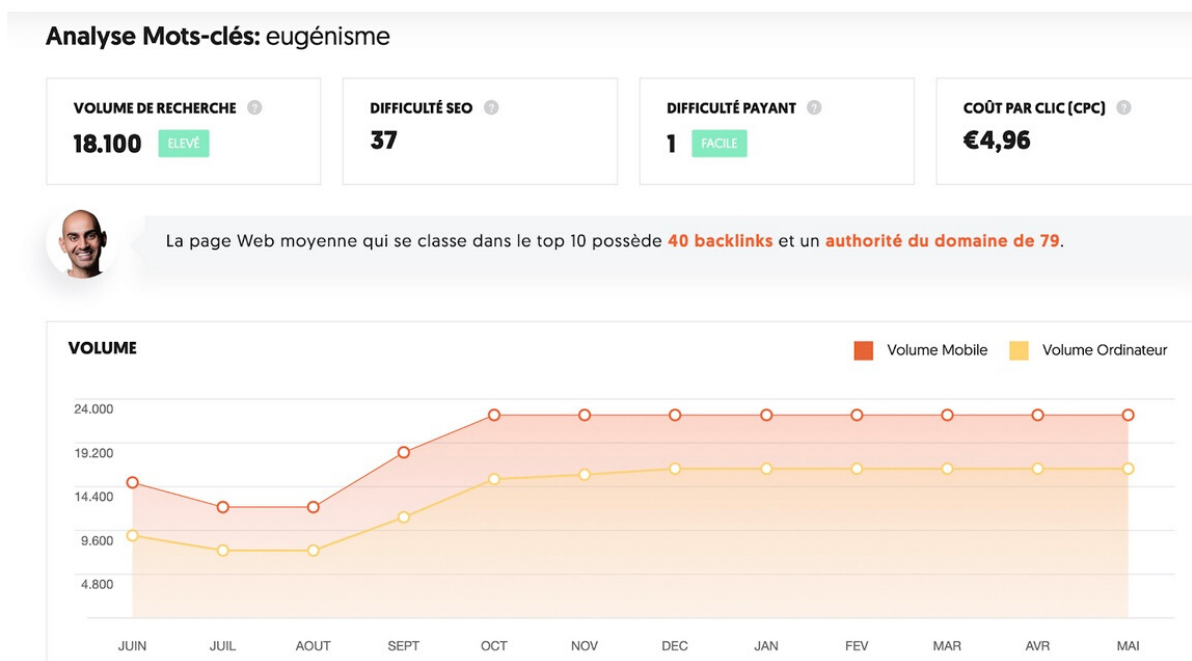 Analyse Mots-clés: eugénisme
VOLUME DE RECHERCHE ?
18.100 ELEVÉ
DIFFICULTÉ SEO ?
37
DIFFICULTÉ PAYANT ?
1 FACILE
COÛT PAR CLIC (CPC) ?
€4,96
La page Web moyenne qui se classe dans le top 10 possède 40 backlinks et un authorité du domaine de 79.
VOLUME
Volume Mobile Volume Ordinateur
24.000
19.200
14.400
9.600
4.800
JUIN JUIL AOUT SEPT OCT NOV DEC JAN FEV MAR AVR MAI